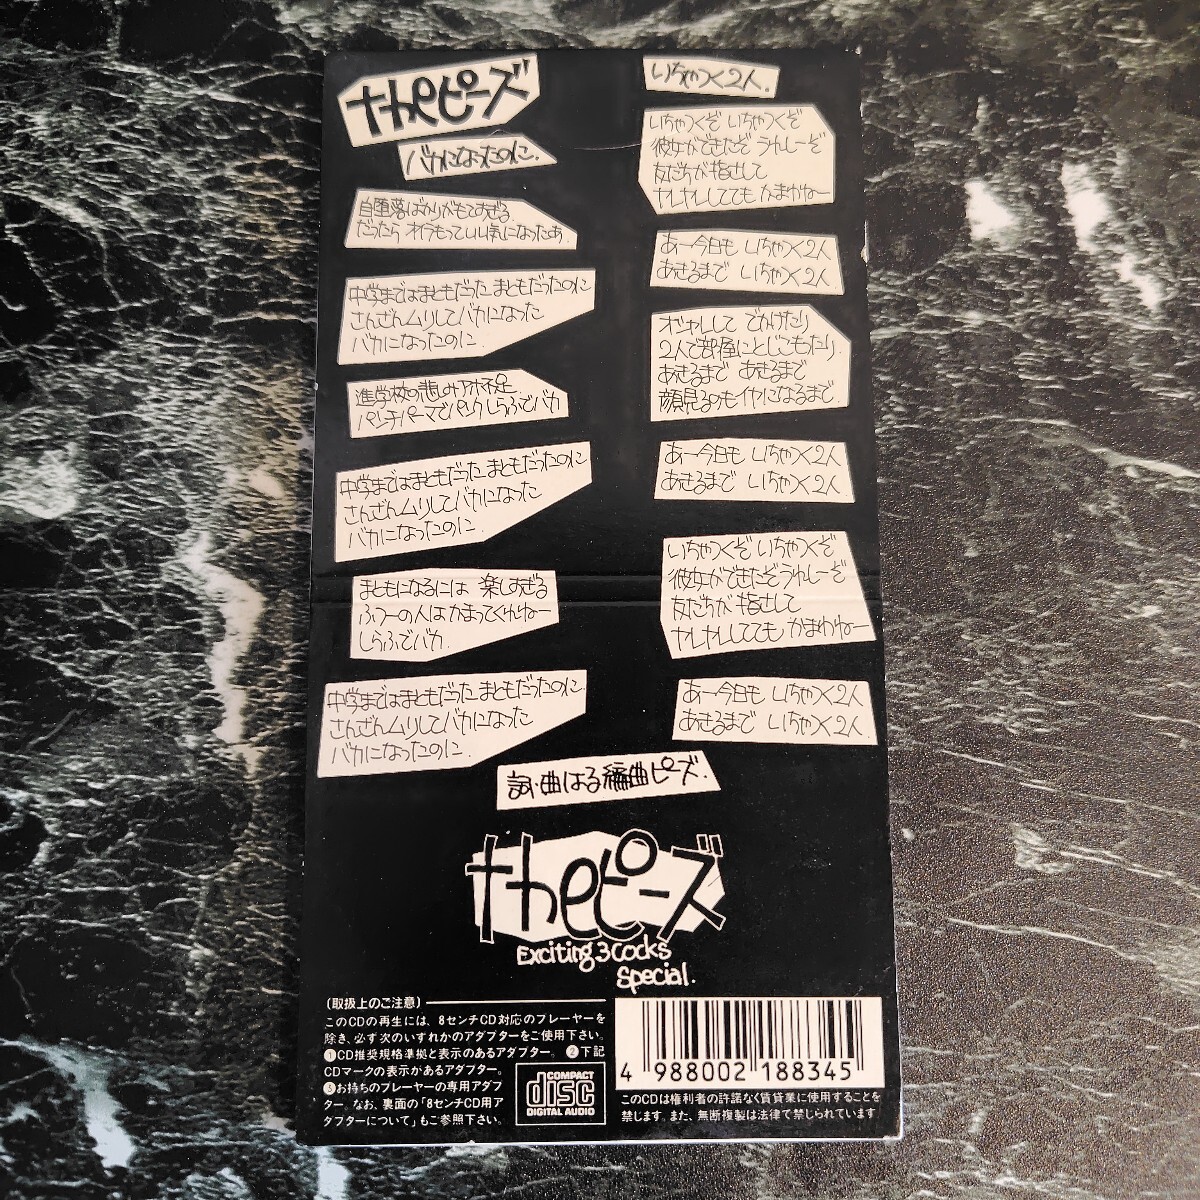 theピーズ
バカになったのに.
自堕落ばかりがもてすぎる
だったら オイラもっていい気になったあ.
中学まではまともだった まともだったのに
さんざんムリしてバカになった
バカになったのに.
進学校の悲しみ アホ不足
パンチパーマでパンク しらふでバカ
中学まではまともだった まともだったのに
さんざんムリしてバカになった
バカになったのに.
まともになるには 楽しすぎる
ふつーの人はかまってくれねー
しらふでバカ.
中学まではまともだった まともだったのに.
さんざんムリしてバカになった
バカになったのに.
いちゃつく2人.
いちゃつくぞ いちゃつくぞ
彼女ができたぞ うれしーぞ
友だちが指さして
ヤレヤレしてても かまわねー
あー今日も いちゃつく2人
あきるまで いちゃつく2人
オシャレして でかけたり
2人で部屋にとじこもたり.
あきるまで あきるまで
顔見るのもイヤになるまで.
あー今日も いちゃつく2人
あきるまで いちゃつく2人
いちゃつくぞ いちゃつくぞ
彼女ができたぞ うれしーぞ
友だちが 指さして
ヤレヤレしてても かまわねー
あー今日も いちゃつく2人
あきるまで いちゃつく2人.
詞・曲はる 編曲ピーズ.
theピーズ
Exciting 3 cocks
special.
〔取扱上のご注意〕
このCDの再生には、8センチCD対応のプレーヤーを
除き、必ず次のいずれかのアダプターをご使用下さい。
❶CD推奨規格準拠と表示のあるアダプター。❷下記
CDマークの表示があるアダプター。
❸お持ちのプレーヤーの専用アダプ
ター。なお、裏面の「8センチCD用ア
ダプターについて」もご参照下さい。
COMPACT
disc
DIGITAL AUDIO
4 988002 188345
このCDは権利者の許諾なく賃貸業に使用することを
禁じます。また、無断複製は法律で禁じられています